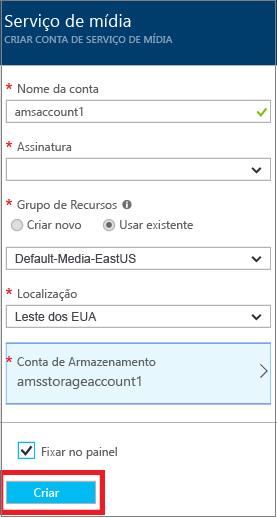 Serviço de mídia
CRIAR CONTA DE SERVIÇO DE MÍDIA
* Nome da conta
amsaccount1
* Assinatura
* Grupo de Recursos
Criar novo Usar existente
Default-Media-EastUS
* Localização
Leste dos EUA
* Conta de Armazenamento
amsstorageaccount1
Fixar no painel
Criar